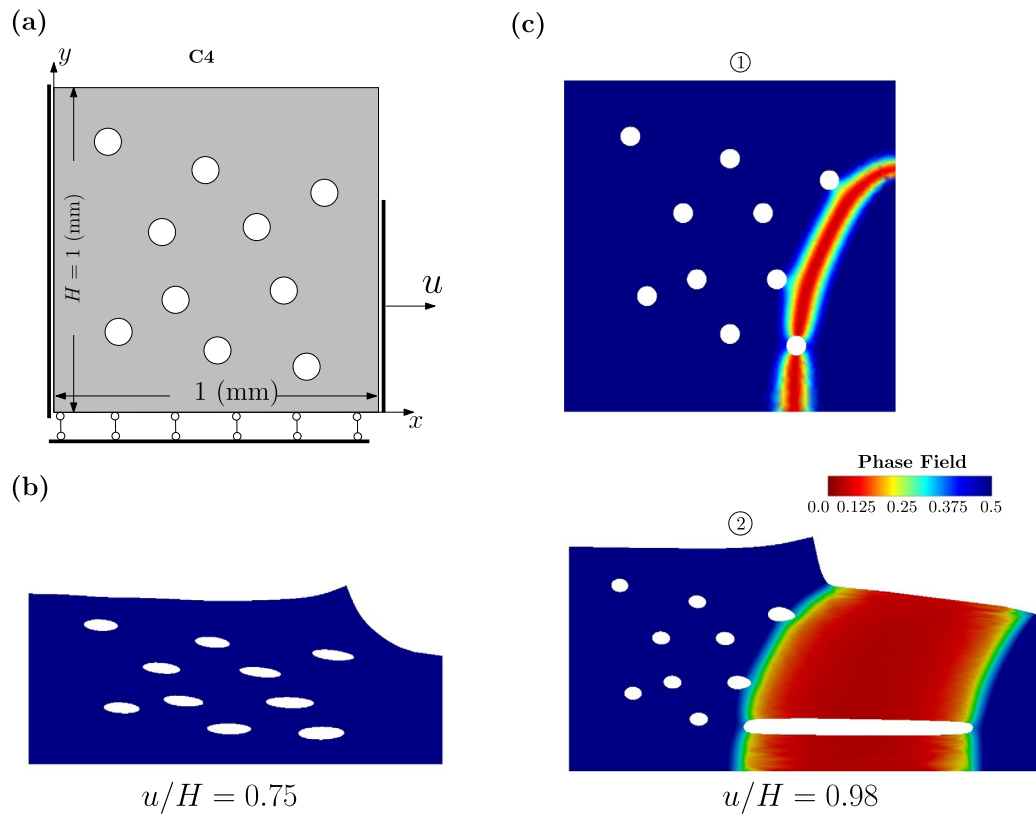 (a)
C4
y
H = 1 (mm)
u
1 (mm)
x
(b)
u/H = 0.75
(c)
①
Phase Field
0.0 0.125 0.25 0.375 0.5
②
u/H = 0.98